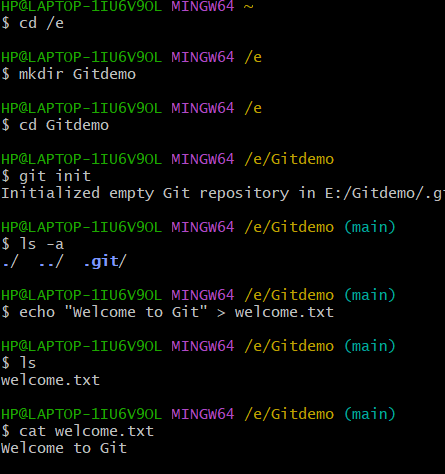 HP@LAPTOP-1IU6V9OL MINGW64 ~
$ cd /e
HP@LAPTOP-1IU6V9OL MINGW64 /e
$ mkdir Gitdemo
HP@LAPTOP-1IU6V9OL MINGW64 /e
$ cd Gitdemo
HP@LAPTOP-1IU6V9OL MINGW64 /e/Gitdemo
$ git init
Initialized empty Git repository in E:/Gitdemo/.g
HP@LAPTOP-1IU6V9OL MINGW64 /e/Gitdemo (main)
$ ls -a
./  ../  .git/
HP@LAPTOP-1IU6V9OL MINGW64 /e/Gitdemo (main)
$ echo "Welcome to Git" > welcome.txt
HP@LAPTOP-1IU6V9OL MINGW64 /e/Gitdemo (main)
$ ls
welcome.txt
HP@LAPTOP-1IU6V9OL MINGW64 /e/Gitdemo (main)
$ cat welcome.txt
Welcome to Git